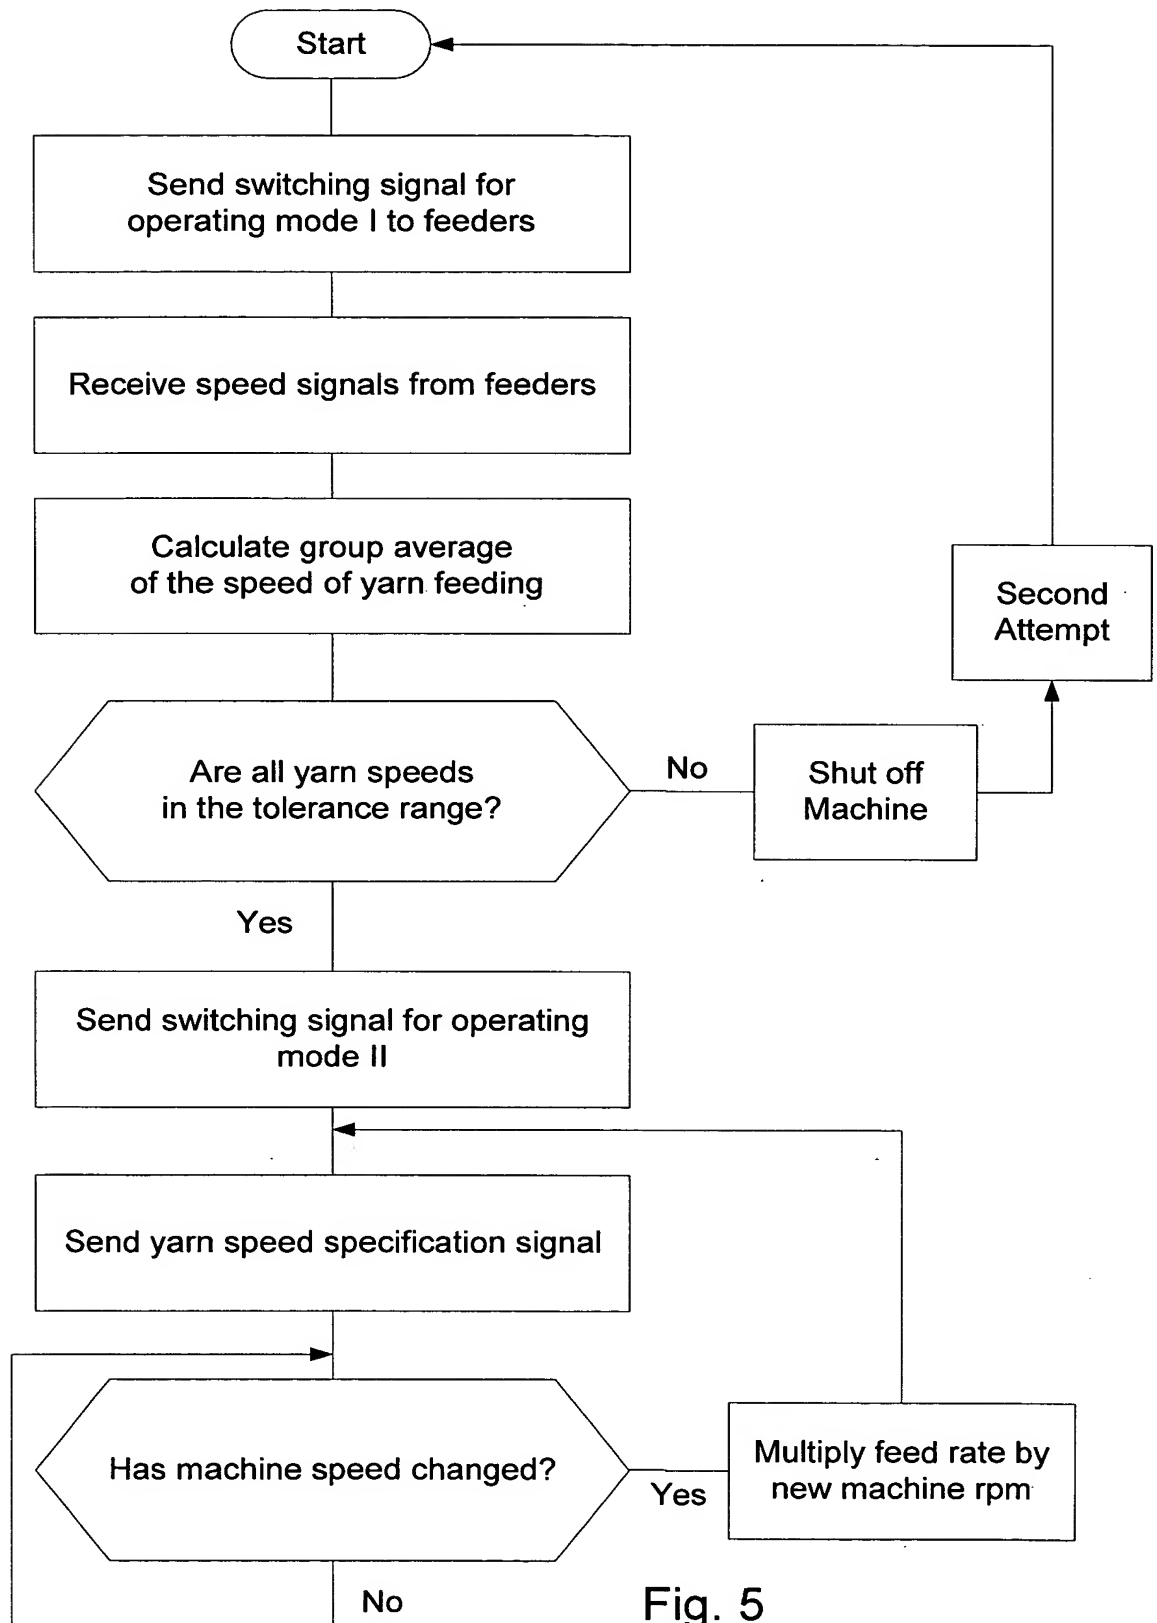 Start
Send switching signal for
operating mode I to feeders
Receive speed signals from feeders
Calculate group average
of the speed of yarn feeding
Second
Attempt
Are all yarn speeds
in the tolerance range?
No
Shut off
Machine
Yes
Send switching signal for operating
mode II
Send yarn speed specification signal
Has machine speed changed?
Yes
Multiply feed rate by
new machine rpm
No
Fig. 5